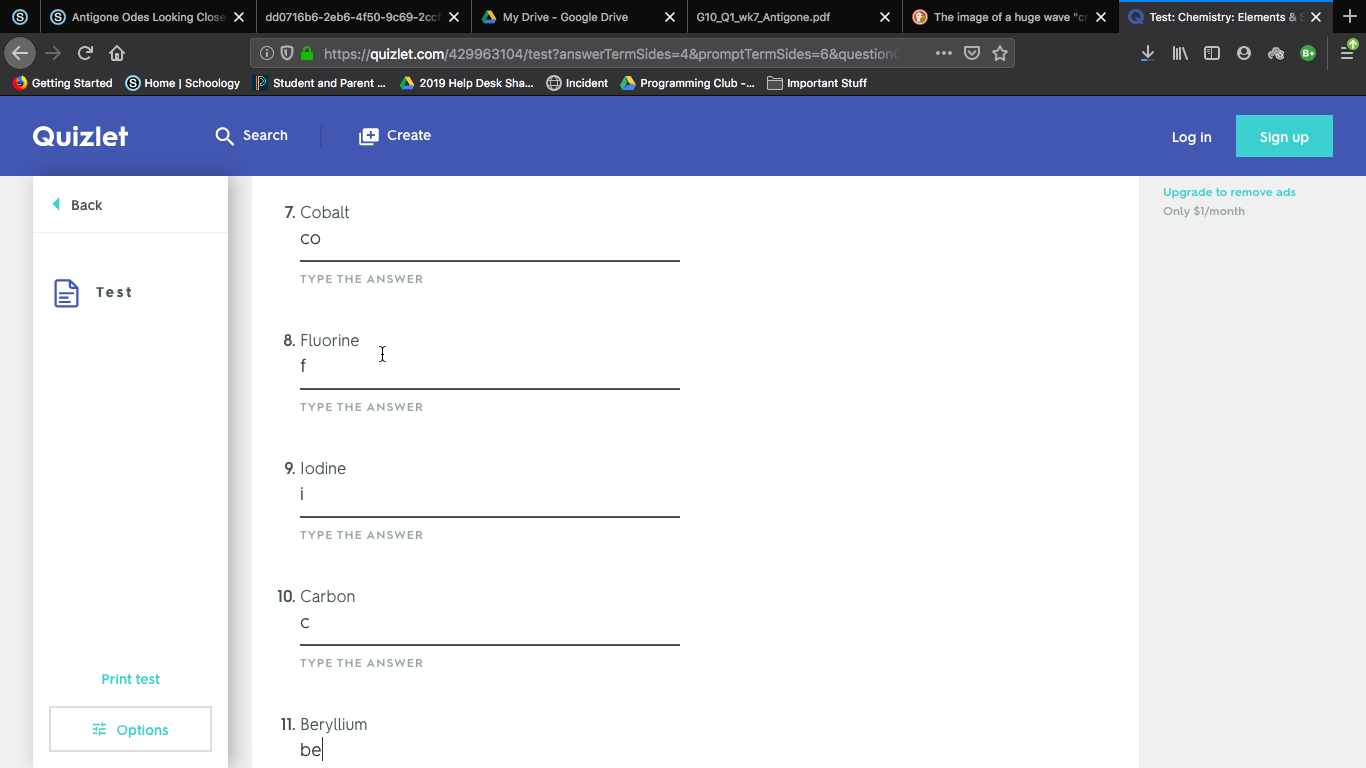 Antigone Odes Looking Close
dd0716b6-2eb6-4f50-9c69-2ccf
My Drive - Google Drive
G10_Q1_wk7_Antigone.pdf
The image of a huge wave "cr
Test: Chemistry: Elements & S
https://quizlet.com/429963104/test?answerTermSides=4&promptTermSides=6&question
Getting Started
Home | Schoology
Student and Parent ...
2019 Help Desk Sha...
Incident
Programming Club -...
Important Stuff
Quizlet
Search
Create
Log in
Sign up
Back
Test
Print test
Options
7. Cobalt
co
TYPE THE ANSWER
8. Fluorine
f
TYPE THE ANSWER
9. Iodine
i
TYPE THE ANSWER
10. Carbon
c
TYPE THE ANSWER
11. Beryllium
be
Upgrade to remove ads
Only $1/month